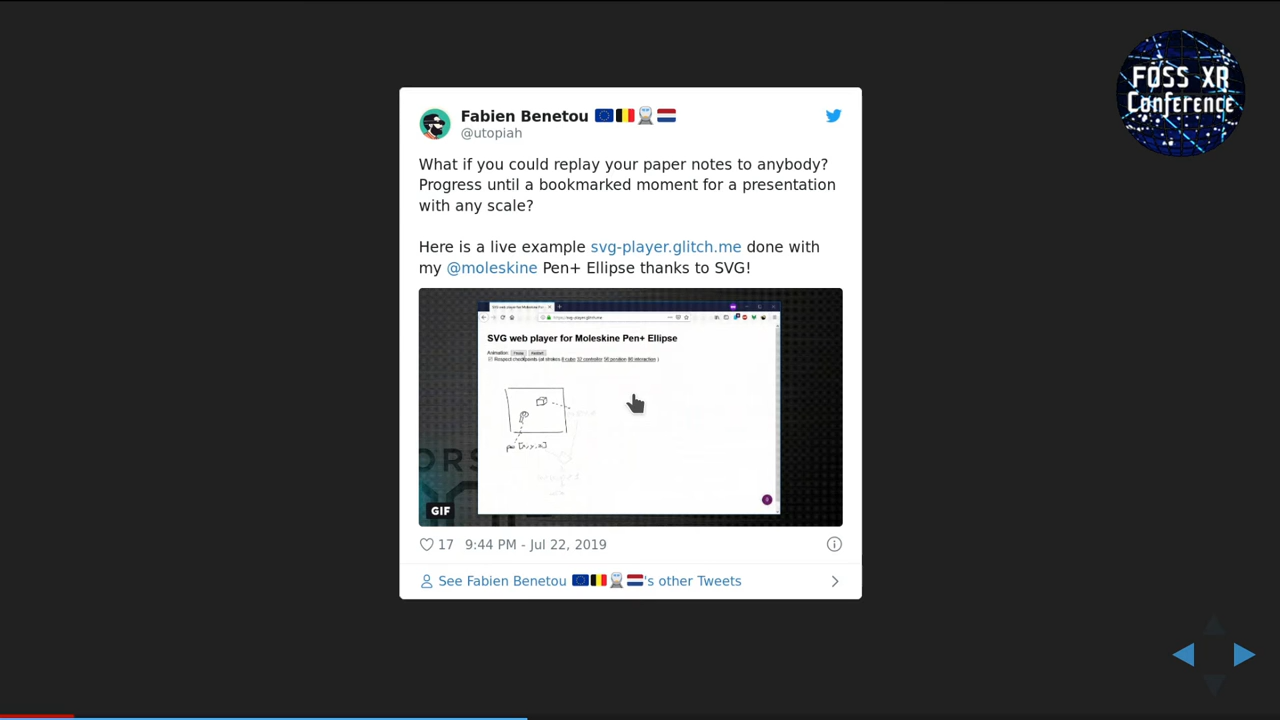 FOSS XR
Conference
Fabien Benetou 🇪🇺🇧🇪🚆🇳🇱
@utopiah
What if you could replay your paper notes to anybody?
Progress until a bookmarked moment for a presentation
with any scale?
Here is a live example svg-player.glitch.me done with
my @moleskine Pen+ Ellipse thanks to SVG!
SVG web player for Moleskine Pen+ Ellipse
GIF
17 9:44 PM - Jul 22, 2019
See Fabien Benetou 🇪🇺🇧🇪🚆🇳🇱's other Tweets